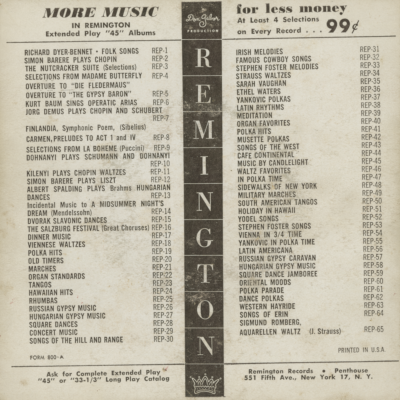 MORE MUSIC
IN REMINGTON
Extended Play "45" Albums
Don Gabor
PRODUCTION
for less money
At Least 4 Selections
on Every Record . . . 99¢
RICHARD DYER-BENNET - FOLK SONGS REP-1
SIMON BARERE PLAYS CHOPIN REP-2
THE NUTCRACKER SUITE (Selections) REP-3
SELECTIONS FROM MADAME BUTTERFLY REP-4
OVERTURE TO "DIE FLEDERMAUS"
OVERTURE TO "THE GYPSY BARON" REP-5
KURT BAUM SINGS OPERATIC ARIAS REP-6
JORG DEMUS PLAYS CHOPIN AND SCHUBERT
REP-7
FINLANDIA, Symphonic Poem, (Sibelius)
CARMEN, PRELUDES TO ACT I AND IV REP-8
SELECTIONS FROM LA BOHEME (Puccini) REP-9
DOHNANYI PLAYS SCHUMANN AND DOHNANYI
REP-10
KILENYI PLAYS CHOPIN WALTZES REP-11
SIMON BARERE PLAYS LISZT REP-12
ALBERT SPALDING PLAYS Brahms HUNGARIAN
DANCES REP-13
Incidental Music to A MIDSUMMER NIGHT'S
DREAM (Mendelssohn) REP-14
DVORAK SLAVONIC DANCES REP-15
THE SALZBURG FESTIVAL (Great Choruses) REP-16
DINNER MUSIC REP-17
VIENNESE WALTZES REP-18
POLKA HITS REP-19
OLD TIMERS REP-20
MARCHES REP-21
ORGAN STANDARDS REP-22
TANGOS REP-23
HAWAIIAN HITS REP-24
RHUMBAS REP-25
RUSSIAN GYPSY MUSIC REP-26
HUNGARIAN GYPSY MUSIC REP-27
SQUARE DANCES REP-28
CONCERT MUSIC REP-29
SONGS OF THE HILL AND RANGE REP-30
FORM 600-A
Ask for Complete Extended Play
"45" or "33-1/3" Long Play Catalog
REMINGTON
IRISH MELODIES REP-31
FAMOUS COWBOY SONGS REP-32
STEPHEN FOSTER MELODIES REP-33
STRAUSS WALTZES REP-34
SARAH VAUGHAN REP-35
ETHEL WATERS REP-36
YANKOVIC POLKAS REP-37
LATIN RHYTHMS REP-38
MEDITATION REP-39
ORGAN FAVORITES REP-40
POLKA HITS REP-41
MUSETTE POLKAS REP-42
SONGS OF THE WEST REP-43
CAFE CONTINENTAL REP-44
MUSIC BY CANDLELIGHT REP-45
WALTZ FAVORITES REP-46
IN POLKA TIME REP-47
SIDEWALKS OF NEW YORK REP-48
MILITARY MARCHES REP-49
SOUTH AMERICAN TANGOS REP-50
HOLIDAY IN HAWAII REP-51
YODEL SONGS REP-52
STEPHEN FOSTER SONGS REP-53
VIENNA IN 3/4 TIME REP-54
YANKOVIC IN POLKA TIME REP-55
LATIN AMERICANA REP-56
RUSSIAN GYPSY CARAVAN REP-57
HUNGARIAN GYPSY MUSIC REP-58
SQUARE DANCE JAMBOREE REP-59
ORIENTAL MOODS REP-60
POLKA PARADE REP-61
DANCE POLKAS REP-62
WESTERN HAYRIDE REP-63
SONGS OF ERIN REP-64
SIGMUND ROMBERG,
AQUARELLEN WALTZ (J. Strauss) REP-65
PRINTED IN U.S.A.
Remington Records • Penthouse
551 Fifth Ave., New York 17, N. Y.